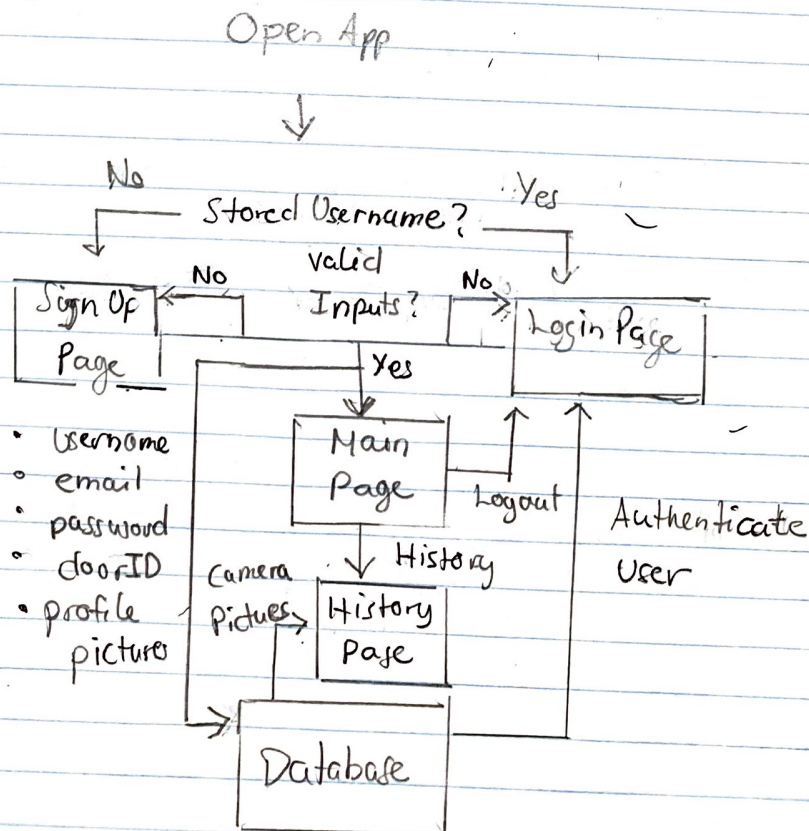 Open App
No
Yes
Stored Username?
Valid
Inputs?
No
No
Sign Up
Page
Login Page
Yes
Main
Page
Logout
• username
• email
• password
• doorID
• profile
pictures
Authenticate
User
History
Camera
Pictues
History
Page
Database